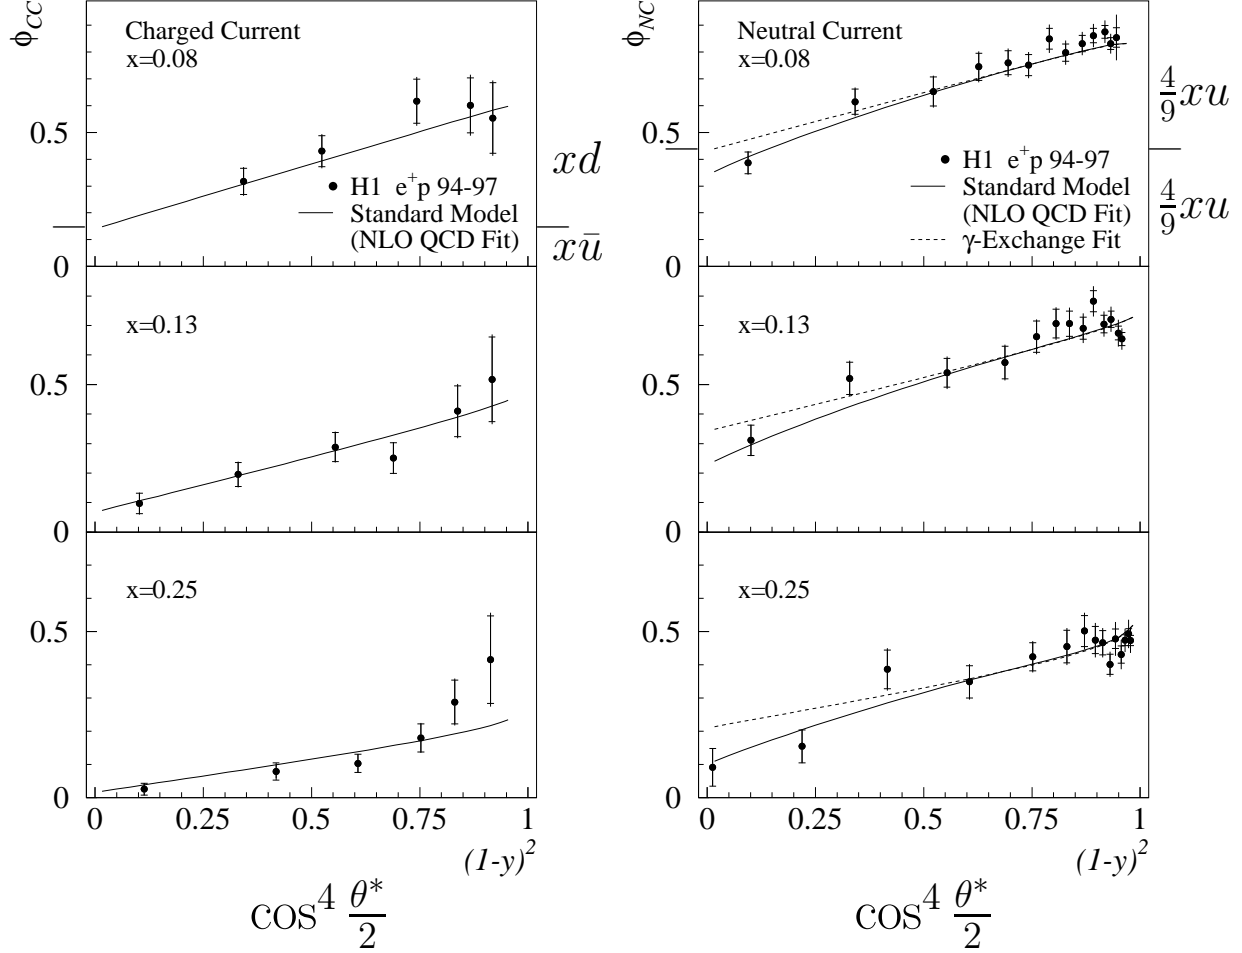 ϕCC
Charged Current
x=0.08
0.5
H1 e⁺p 94-97
Standard Model
(NLO QCD Fit)
0
xd
xū
x=0.13
0.5
0
x=0.25
0.5
0
0 0.25 0.5 0.75 1
(1-y)²
cos⁴ θ*/2
ϕNC
Neutral Current
x=0.08
0.5
H1 e⁺p 94-97
Standard Model
(NLO QCD Fit)
γ-Exchange Fit
0
4/9 xu
4/9 xu
x=0.13
0.5
0
x=0.25
0.5
0
0 0.25 0.5 0.75 1
(1-y)²
cos⁴ θ*/2